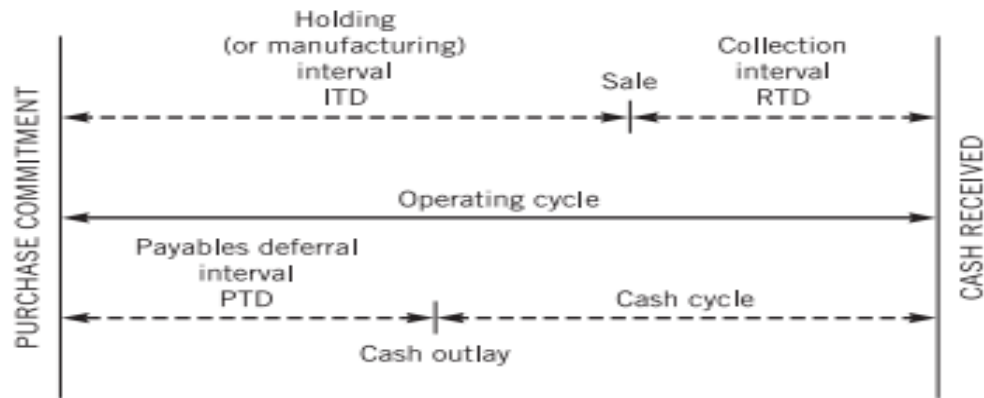 Holding
(or manufacturing)
interval
ITD
Sale
Collection
interval
RTD
PURCHASE COMMITMENT
Operating cycle
CASH RECEIVED
Payables deferral
interval
PTD
Cash cycle
Cash outlay